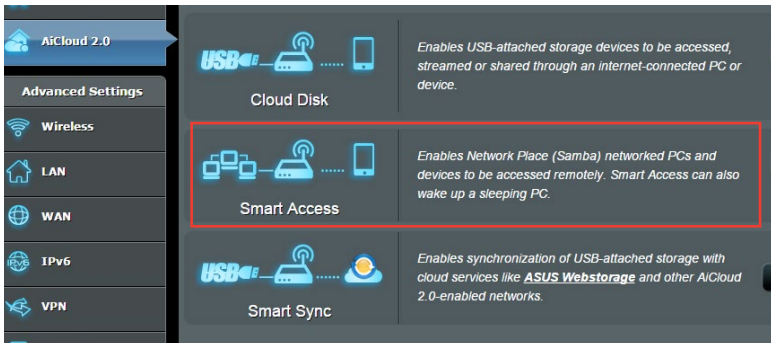 AiCloud 2.0
Advanced Settings
Wireless
LAN
WAN
IPv6
IPv6
VPN
USB
Cloud Disk
Enables USB-attached storage devices to be accessed,
streamed or shared through an internet-connected PC or
device.
Smart Access
Enables Network Place (Samba) networked PCs and
devices to be accessed remotely. Smart Access can also
wake up a sleeping PC.
USB
Smart Sync
Enables synchronization of USB-attached storage with
cloud services like ASUS Webstorage and other AiCloud
2.0-enabled networks.